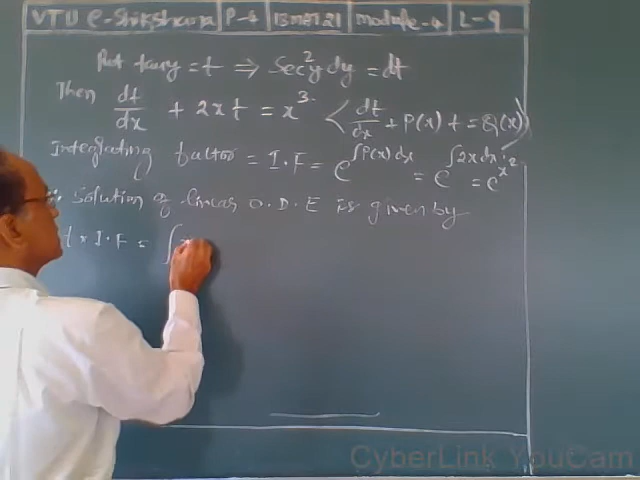 VTU e-Shikshana | P-4 | 15MAT21 | module-4 | L-9
Put tany = t ⇒ Sec²y dy = dt
Then dt/dx + 2xt = x³ < dt/dx + P(x) t = Q(x) >
Integrating factor = I.F = e^∫P(x)dx = e^∫2x dx = e^x²
∴ Solution of linear O.D.E is given by
t × I.F = ∫
CyberLink YouCam